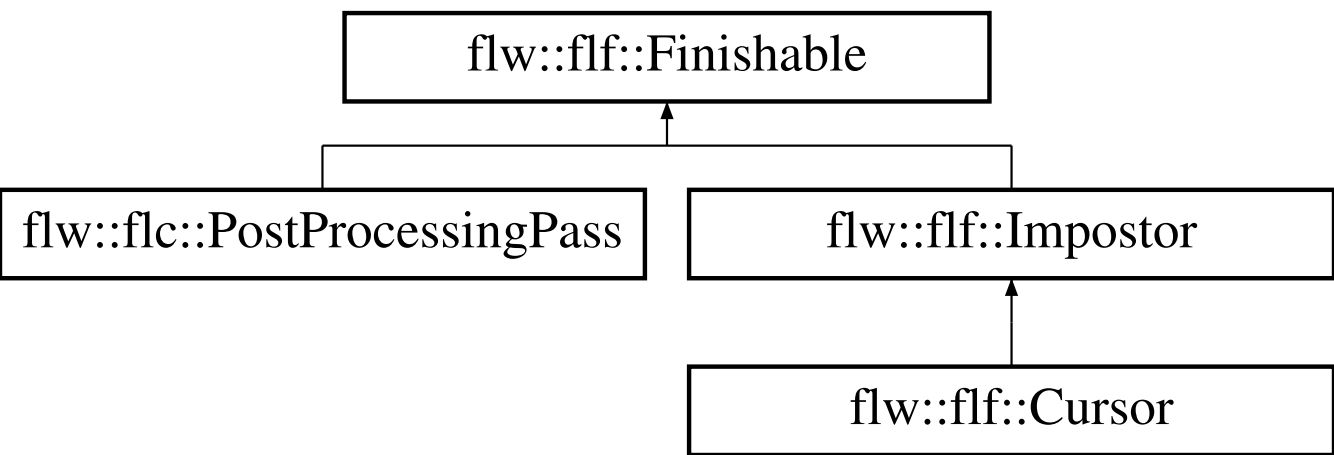 flw::flf::Finishable
flw::flc::PostProcessingPass
flw::flf::Impostor
flw::flf::Cursor